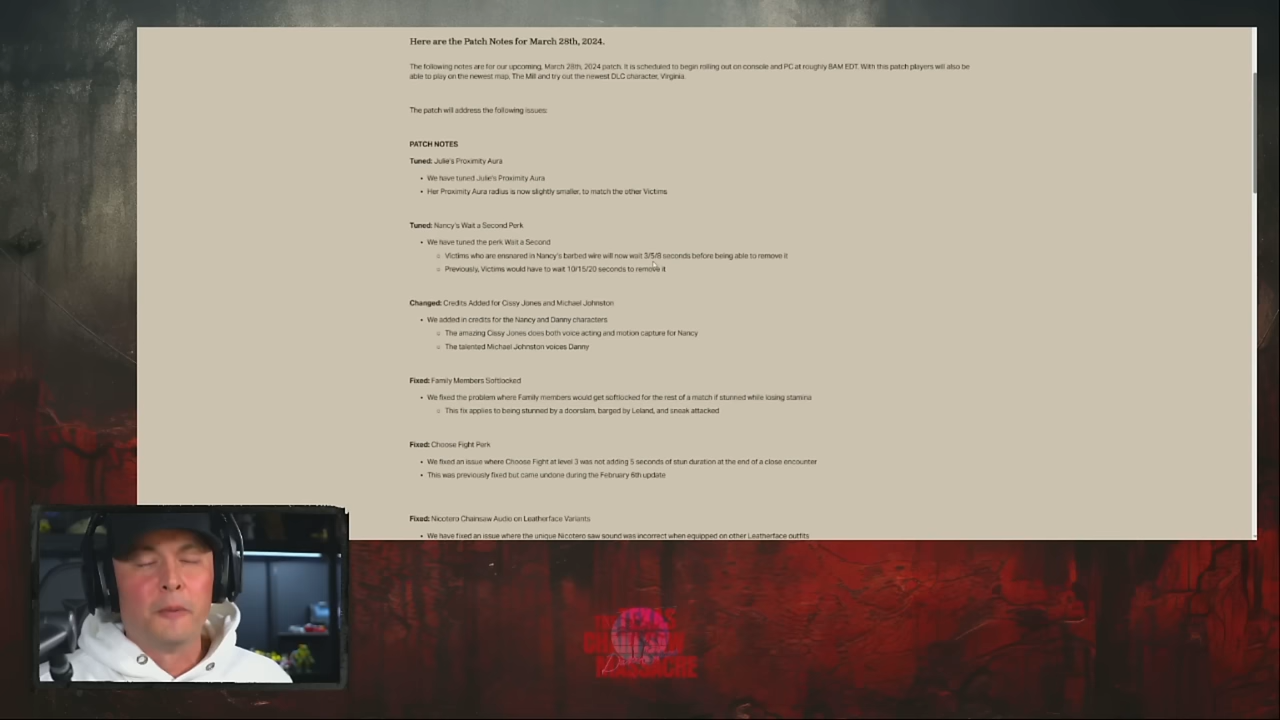 Here are the Patch Notes for March 28th, 2024.
The following notes are for our upcoming, March 28th, 2024 patch. It is scheduled to begin rolling out on console and PC at roughly 8AM EDT. With this patch players will also be
able to play on the newest map, The Mill and try out the newest DLC character, Virginia.
The patch will address the following issues:
PATCH NOTES
Tuned: Julie's Proximity Aura
• We have tuned Julie's Proximity Aura
• Her Proximity Aura radius is now slightly smaller, to match the other Victims
Tuned: Nancy's Wait a Second Perk
• We have tuned the perk Wait a Second
○ Victims who are ensnared in Nancy's barbed wire will now wait 3/5/8 seconds before being able to remove it
○ Previously, Victims would have to wait 10/15/20 seconds to remove it
Changed: Credits Added for Cissy Jones and Michael Johnston
• We added in credits for the Nancy and Danny characters
○ The amazing Cissy Jones does both voice acting and motion capture for Nancy
○ The talented Michael Johnston voices Danny
Fixed: Family Members Softlocked
• We fixed the problem where Family members would get softlocked for the rest of a match if stunned while losing stamina
○ This fix applies to being stunned by a doorslam, barged by Leland, and sneak attacked
Fixed: Choose Fight Perk
• We fixed an issue where Choose Fight at level 3 was not adding 5 seconds of stun duration at the end of a close encounter
• This was previously fixed but came undone during the February 6th update
Fixed: Nicotero Chainsaw Audio on Leatherface Variants
• We have fixed an issue where the unique Nicotero saw sound was incorrect when equipped on other Leatherface outfits
THE TEXAS
CHAINSAW
MASSACRE